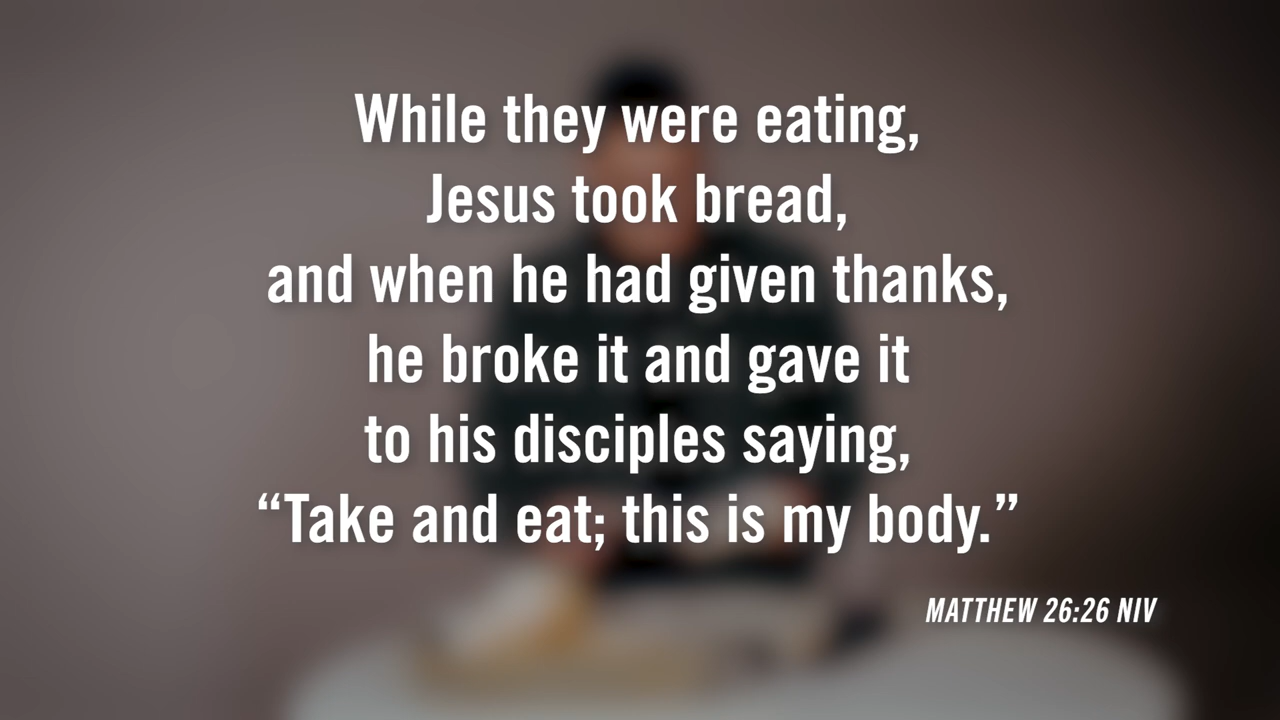 While they were eating,
Jesus took bread,
and when he had given thanks,
he broke it and gave it
to his disciples saying,
“Take and eat; this is my body.”
MATTHEW 26:26 NIV